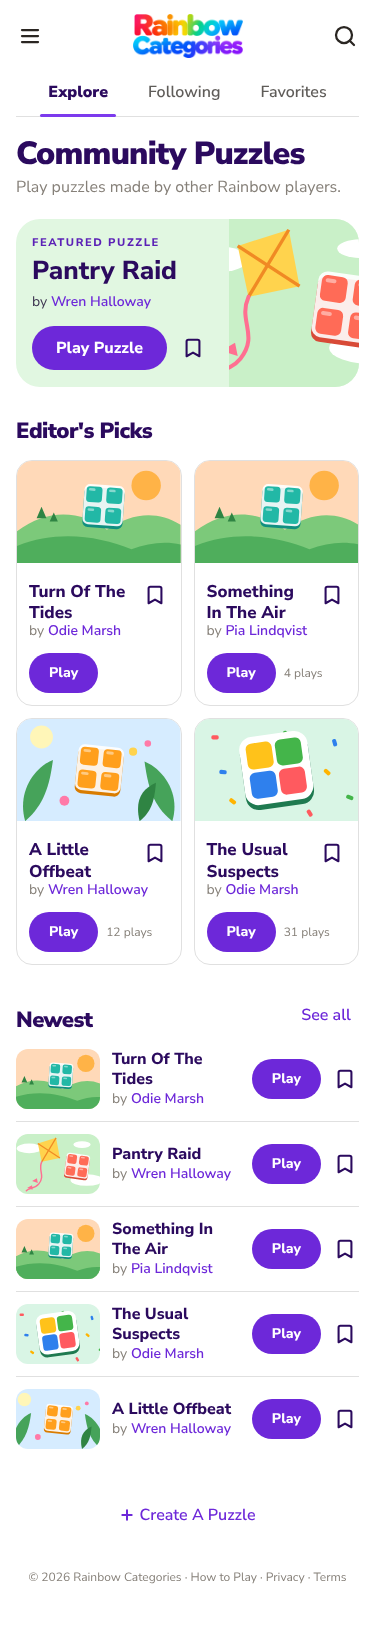 Rainbow
Categories
Explore
Following
Favorites
Community Puzzles
Play puzzles made by other Rainbow players.
FEATURED PUZZLE
Pantry Raid
by Wren Halloway
Play Puzzle
Editor's Picks
Turn Of The
Tides
by Odie Marsh
Play
Something
In The Air
by Pia Lindqvist
Play
4 plays
A Little
Offbeat
by Wren Halloway
Play
12 plays
The Usual
Suspects
by Odie Marsh
Play
31 plays
Newest
See all
Turn Of The
Tides
by Odie Marsh
Play
Pantry Raid
by Wren Halloway
Play
Something In
The Air
by Pia Lindqvist
Play
The Usual
Suspects
by Odie Marsh
Play
A Little Offbeat
by Wren Halloway
Play
+ Create A Puzzle
© 2026 Rainbow Categories · How to Play · Privacy · Terms